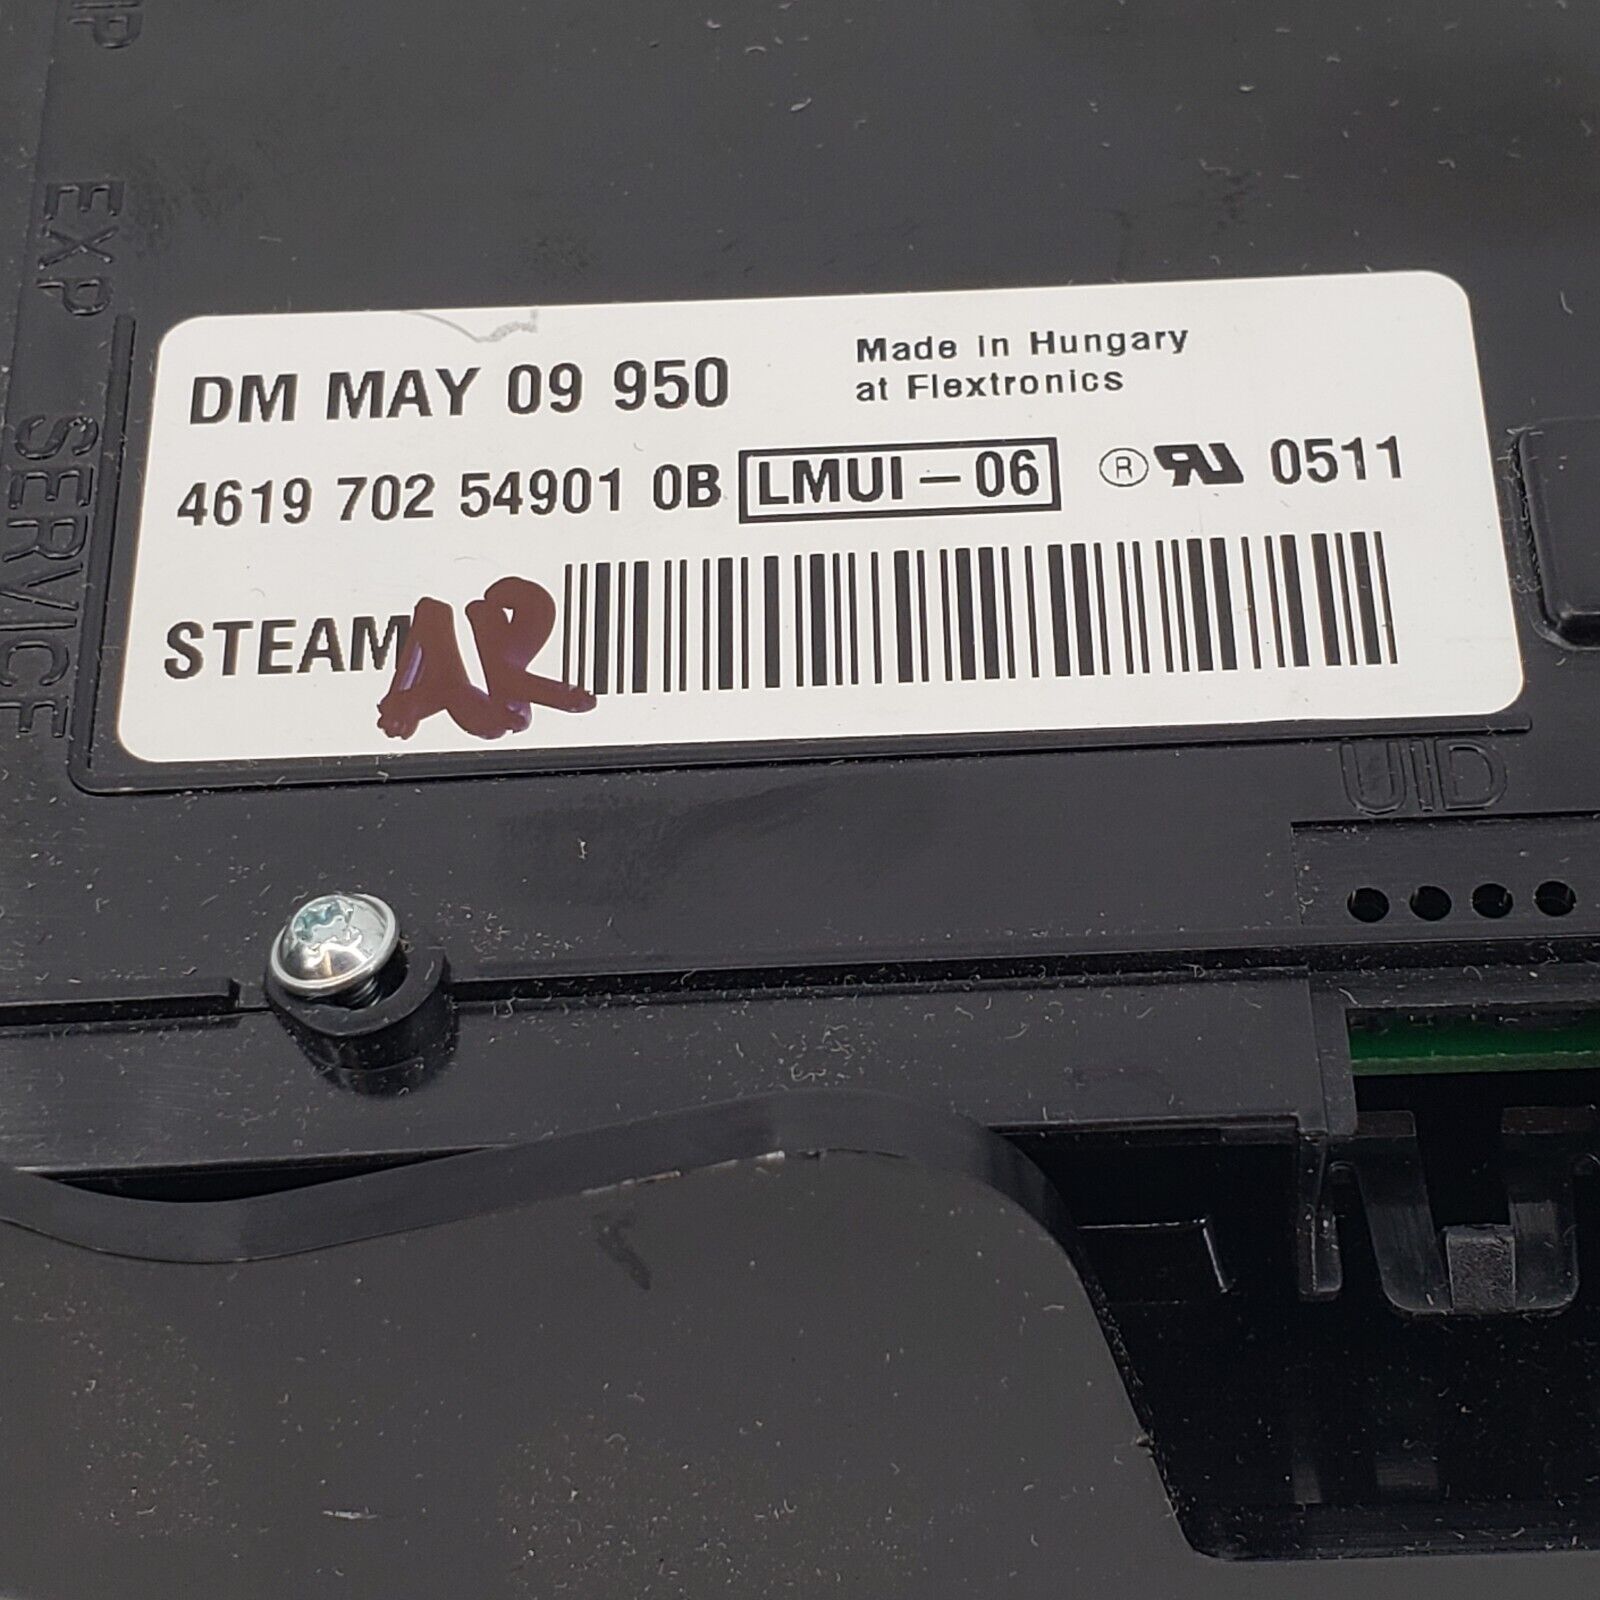 EXP
SERVICE
DM MAY 09 950
Made in Hungary
at Flextronics
4619 702 54901 0B LMUI-06 ® 0511
STEAM AR
UID